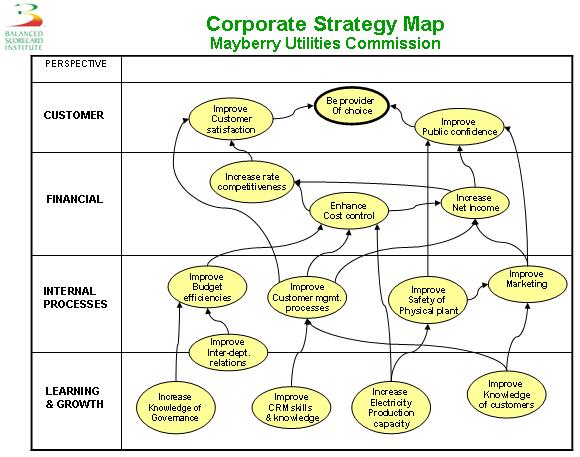 BALANCED
SCORECARD
INSTITUTE
Corporate Strategy Map
Mayberry Utilities Commission
PERSPECTIVE
CUSTOMER
Improve
Customer
satisfaction
Be provider
Of choice
Improve
Public confidence
FINANCIAL
Increase rate
competitiveness
Enhance
Cost control
Increase
Net Income
INTERNAL
PROCESSES
Improve
Budget
efficiencies
Improve
Customer mgmt.
processes
Improve
Safety of
Physical plant
Improve
Marketing
Improve
Inter-dept.
relations
LEARNING
& GROWTH
Increase
Knowledge of
Governance
Improve
CRM skills
& knowledge
Increase
Electricity
Production
capacity
Improve
Knowledge
of customers